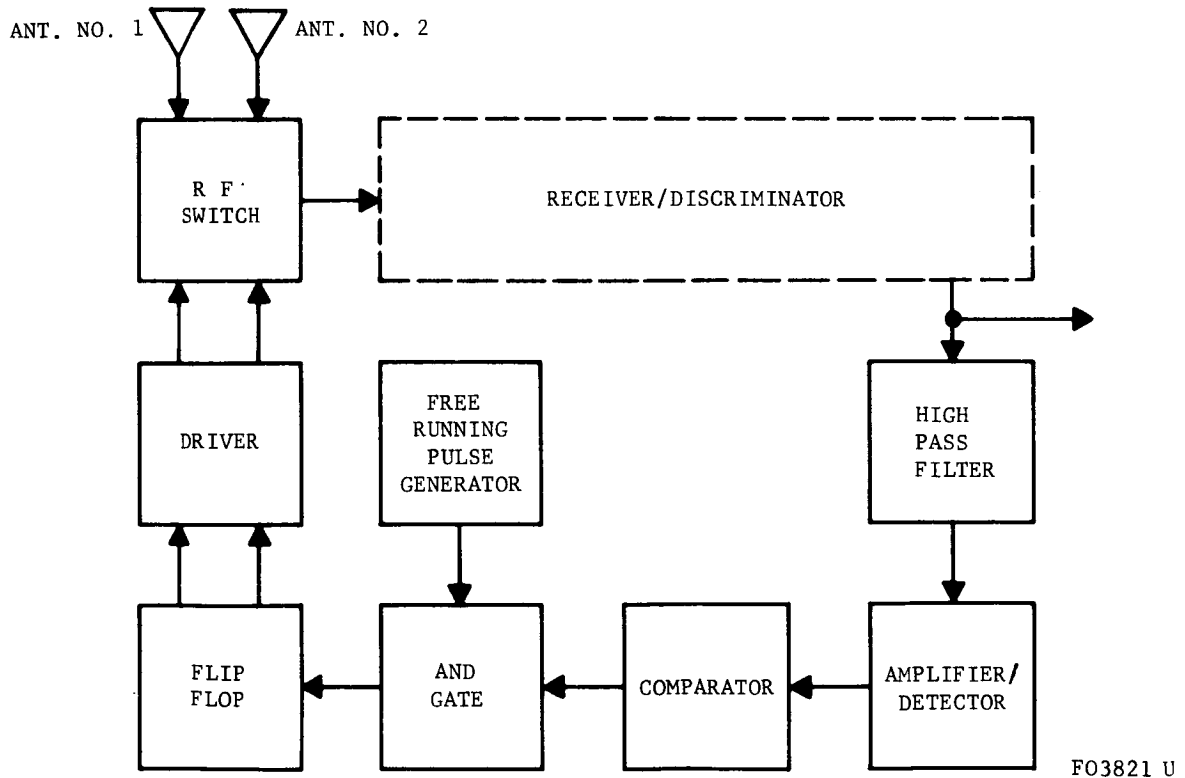 ANT. NO. 1
ANT. NO. 2
R F
SWITCH
RECEIVER/DISCRIMINATOR
DRIVER
FREE
RUNNING
PULSE
GENERATOR
HIGH
PASS
FILTER
FLIP
FLOP
AND
GATE
COMPARATOR
AMPLIFIER/
DETECTOR
FO3821 U